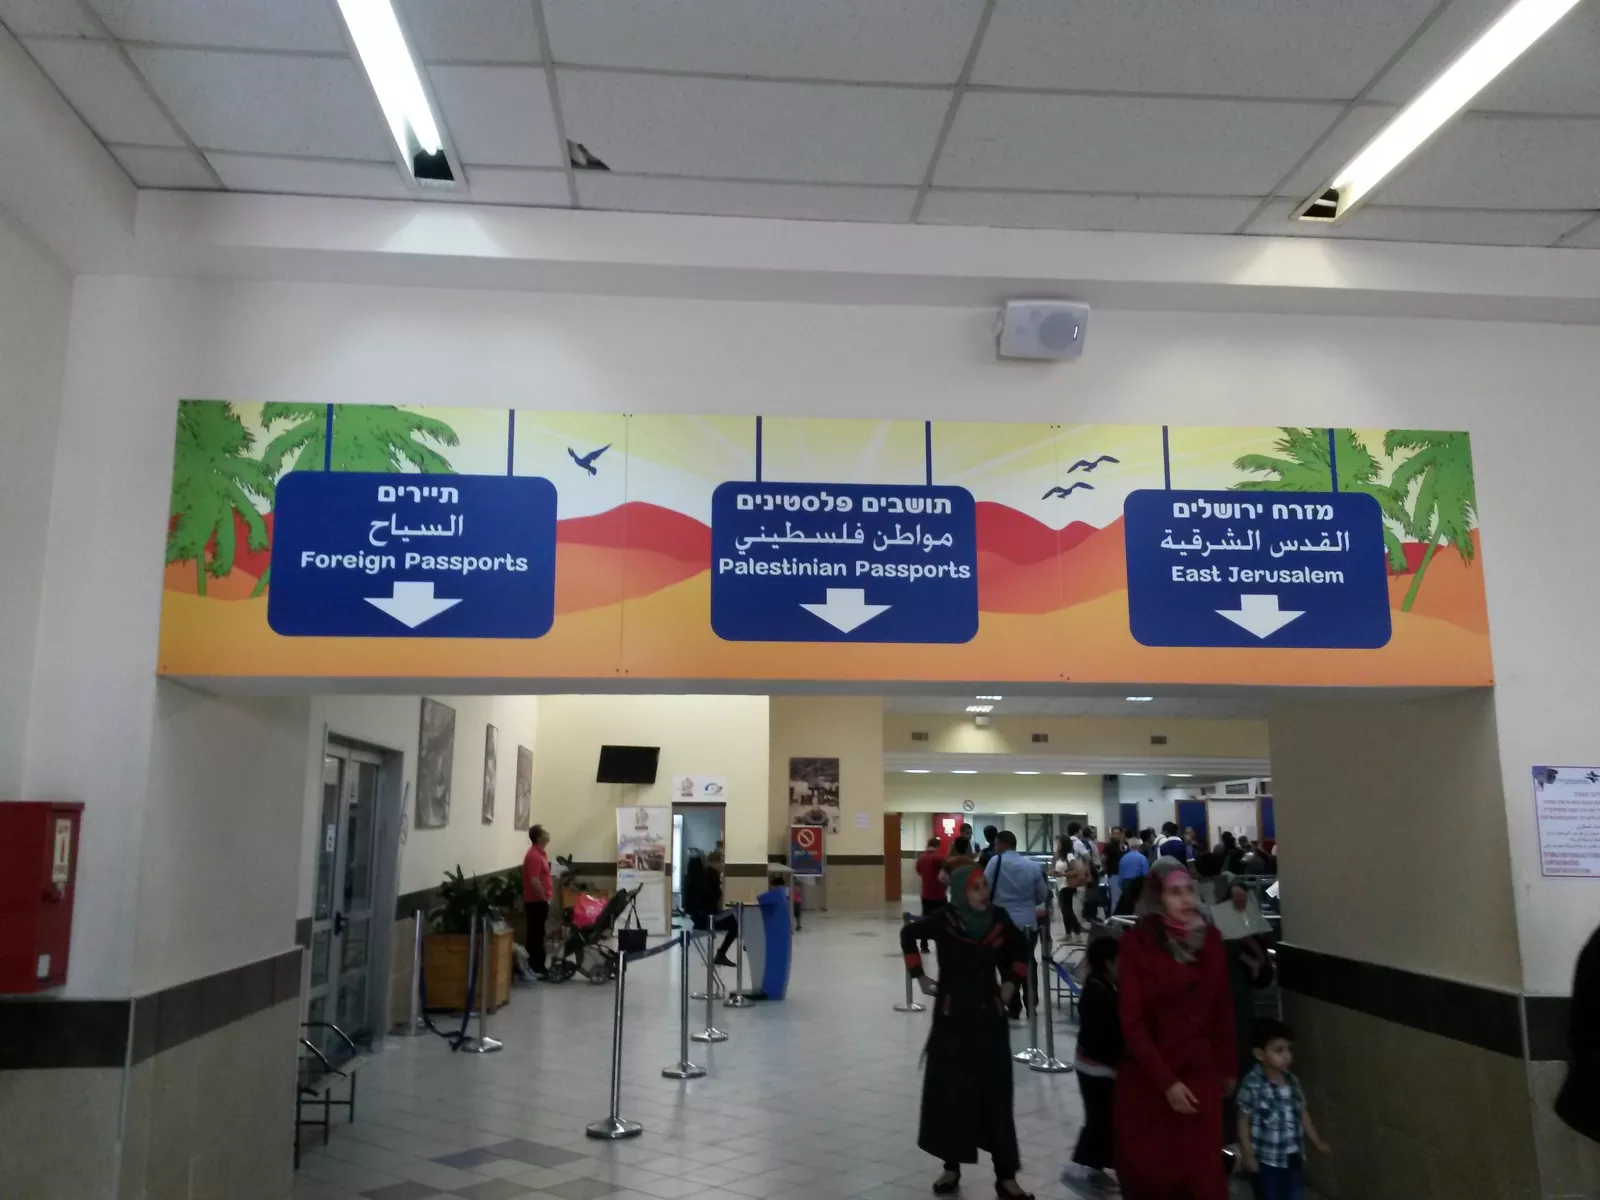 תיירים
السياح
Foreign Passports
תושבים פלסטינים
مواطن فلسطيني
Palestinian Passports
מזרח ירושלים
القدس الشرقية
East Jerusalem